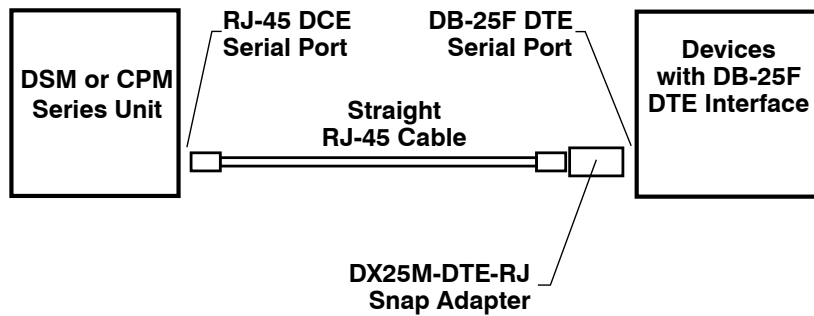 RJ-45 DCE
Serial Port
DB-25F DTE
Serial Port
DSM or CPM
Series Unit
Devices
with DB-25F
DTE Interface
Straight
RJ-45 Cable
DX25M-DTE-RJ
Snap Adapter